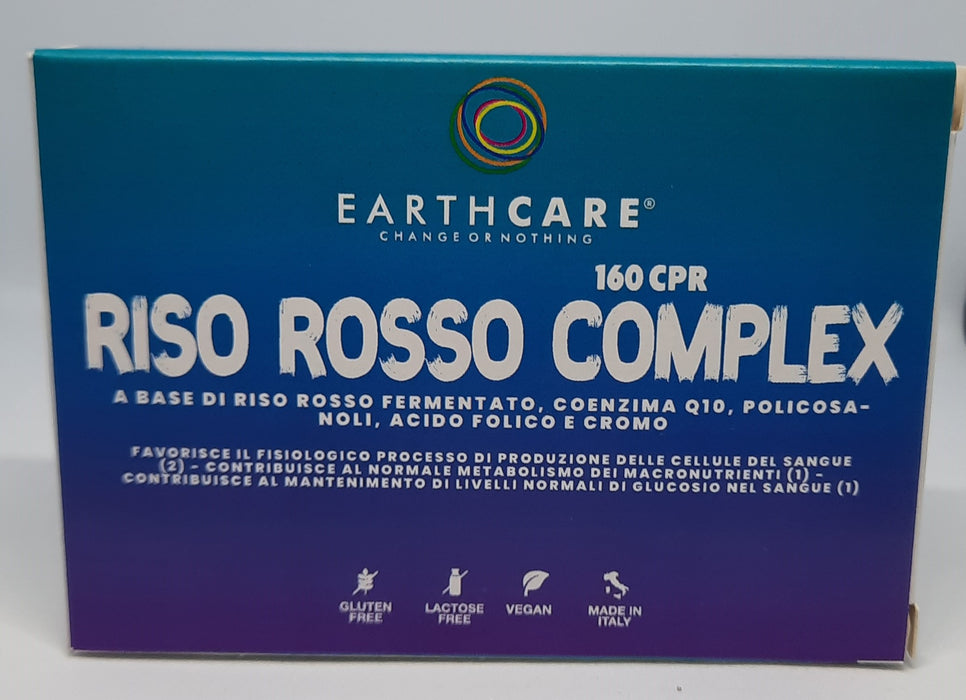 EARTHCARE®
CHANGE OR NOTHING
160 CPR
RISO ROSSO COMPLEX
A BASE DI RISO ROSSO FERMENTATO, COENZIMA Q10, POLICOSA-
NOLI, ACIDO FOLICO E CROMO
FAVORISCE IL FISIOLOGICO PROCESSO DI PRODUZIONE DELLE CELLULE DEL SANGUE
(2) - CONTRIBUISCE AL NORMALE METABOLISMO DEI MACRONUTRIENTI (1) -
CONTRIBUISCE AL MANTENIMENTO DI LIVELLI NORMALI DI GLUCOSIO NEL SANGUE (1)
GLUTEN
FREE
LACTOSE
FREE
VEGAN
MADE IN
ITALY